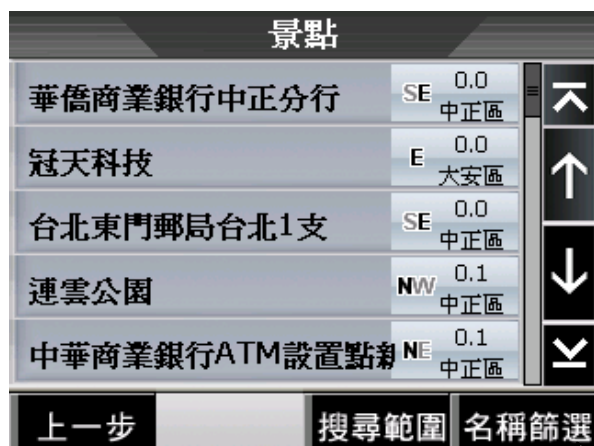 景點
華僑商業銀行中正分行 SE 0.0 中正區
冠天科技 E 0.0 大安區
台北東門郵局台北1支 SE 0.0 中正區
連雲公園 NW 0.1 中正區
中華商業銀行ATM設置點 NE 0.1 中正區
上一步 搜尋範圍 名稱篩選